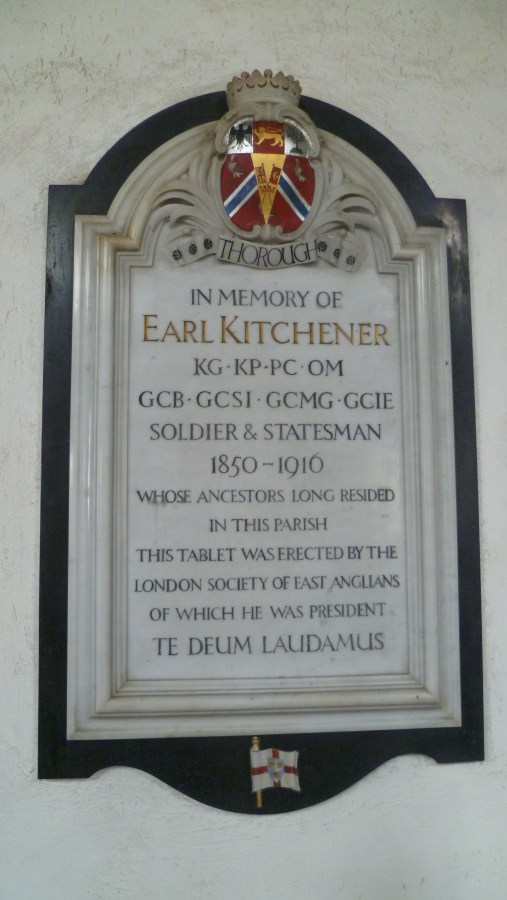 THOROUGH
IN MEMORY OF
EARL KITCHENER
KG·KP·PC·OM
GCB·GCSI·GCMG·GCIE
SOLDIER & STATESMAN
1850–1916
WHOSE ANCESTORS LONG RESIDED
IN THIS PARISH
THIS TABLET WAS ERECTED BY THE
LONDON SOCIETY OF EAST ANGLIANS
OF WHICH HE WAS PRESIDENT
TE DEUM LAUDAMUS